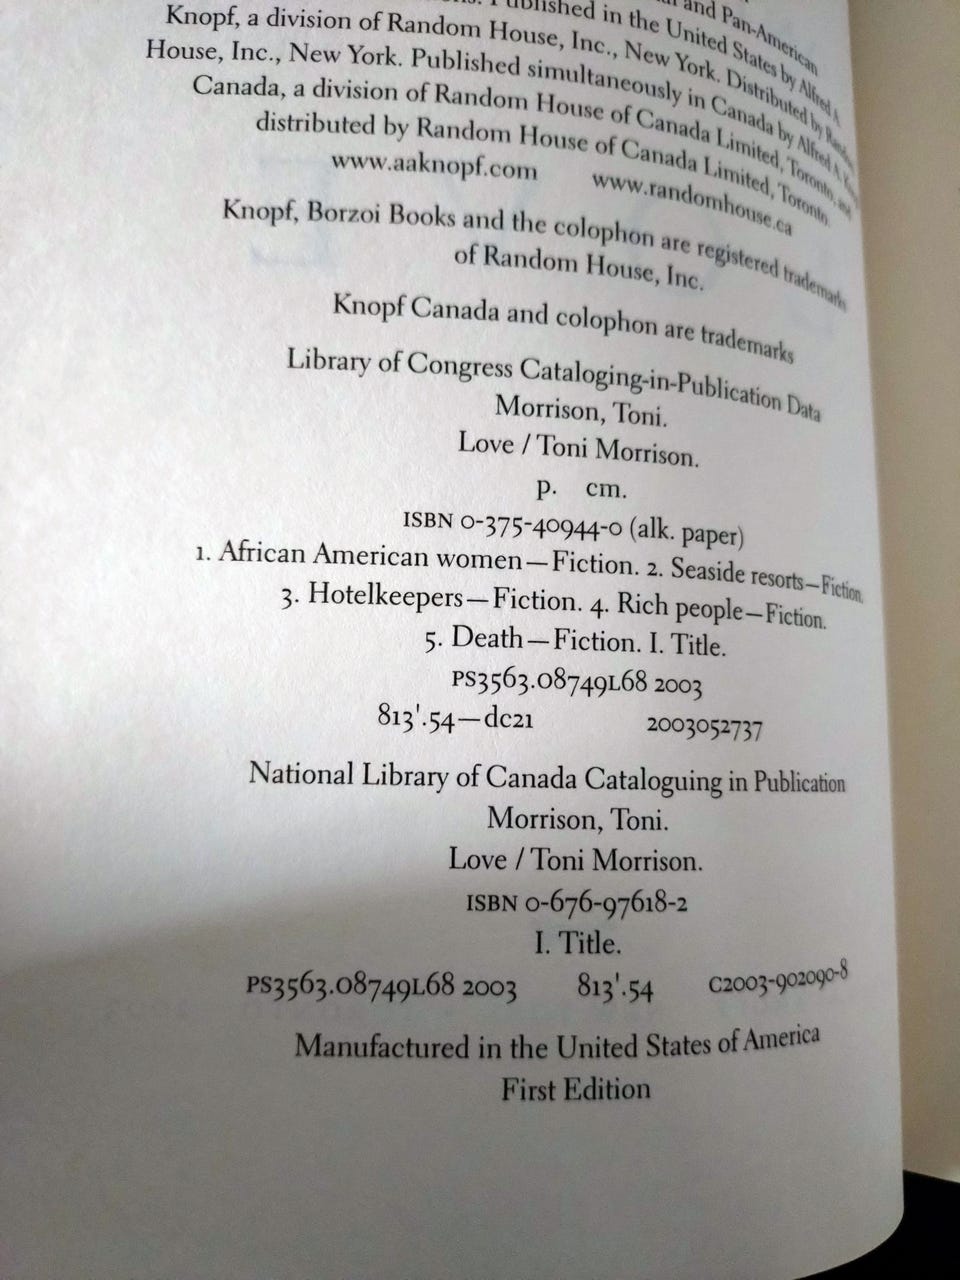 and Pan-American
Published in the United States by Alfred A.
Knopf, a division of Random House, Inc., New York. Distributed by Random
House, Inc., New York. Published simultaneously in Canada by Alfred A. Knopf
Canada, a division of Random House of Canada Limited, Toronto, and
distributed by Random House of Canada Limited, Toronto.
www.aaknopf.com www.randomhouse.ca
Knopf, Borzoi Books and the colophon are registered trademarks
of Random House, Inc.
Knopf Canada and colophon are trademarks
Library of Congress Cataloging-in-Publication Data
Morrison, Toni.
Love / Toni Morrison.
p. cm.
ISBN 0-375-40944-0 (alk. paper)
1. African American women—Fiction. 2. Seaside resorts—Fiction.
3. Hotelkeepers—Fiction. 4. Rich people—Fiction.
5. Death—Fiction. I. Title.
PS3563.O8749L68 2003
813'.54—dc21 2003052737
National Library of Canada Cataloguing in Publication
Morrison, Toni.
Love / Toni Morrison.
ISBN 0-676-97618-2
I. Title.
PS3563.O8749L68 2003 813'.54 C2003-902090-8
Manufactured in the United States of America
First Edition